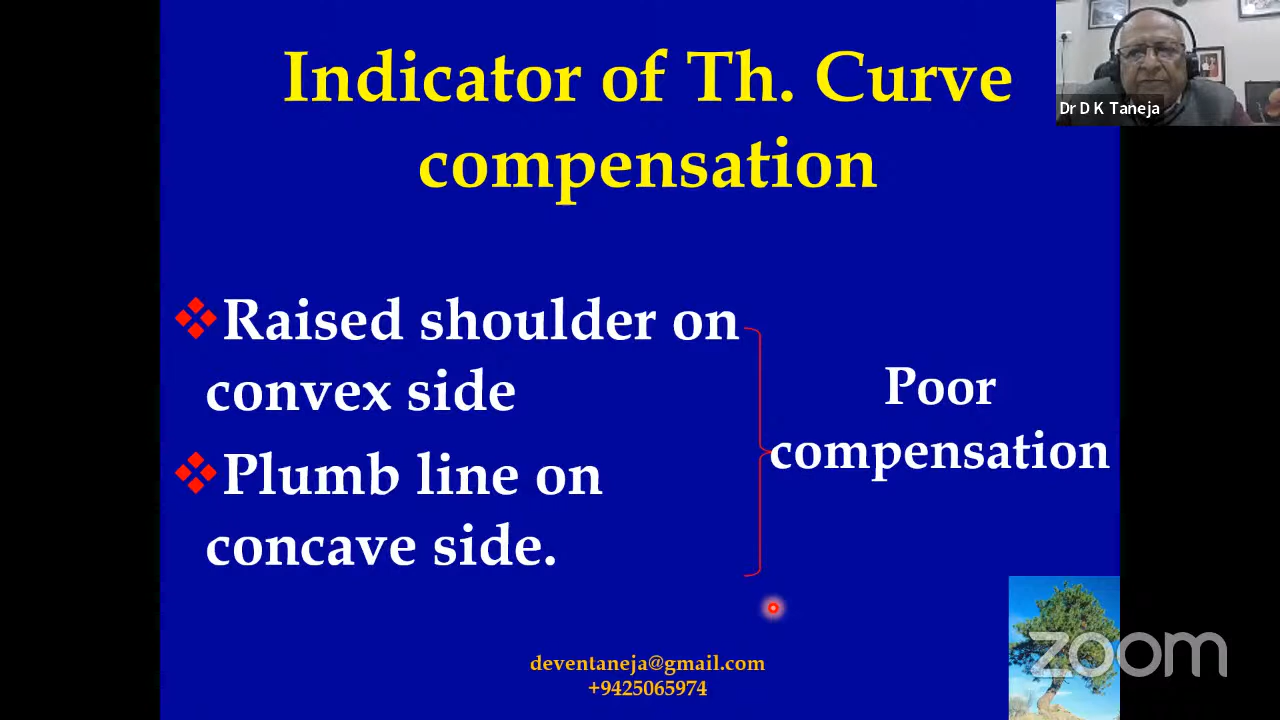 Indicator of Th. Curve
compensation
Dr D K Taneja
Raised shoulder on
convex side
Plumb line on
concave side.
Poor
compensation
deventaneja@gmail.com
+9425065974
zoom